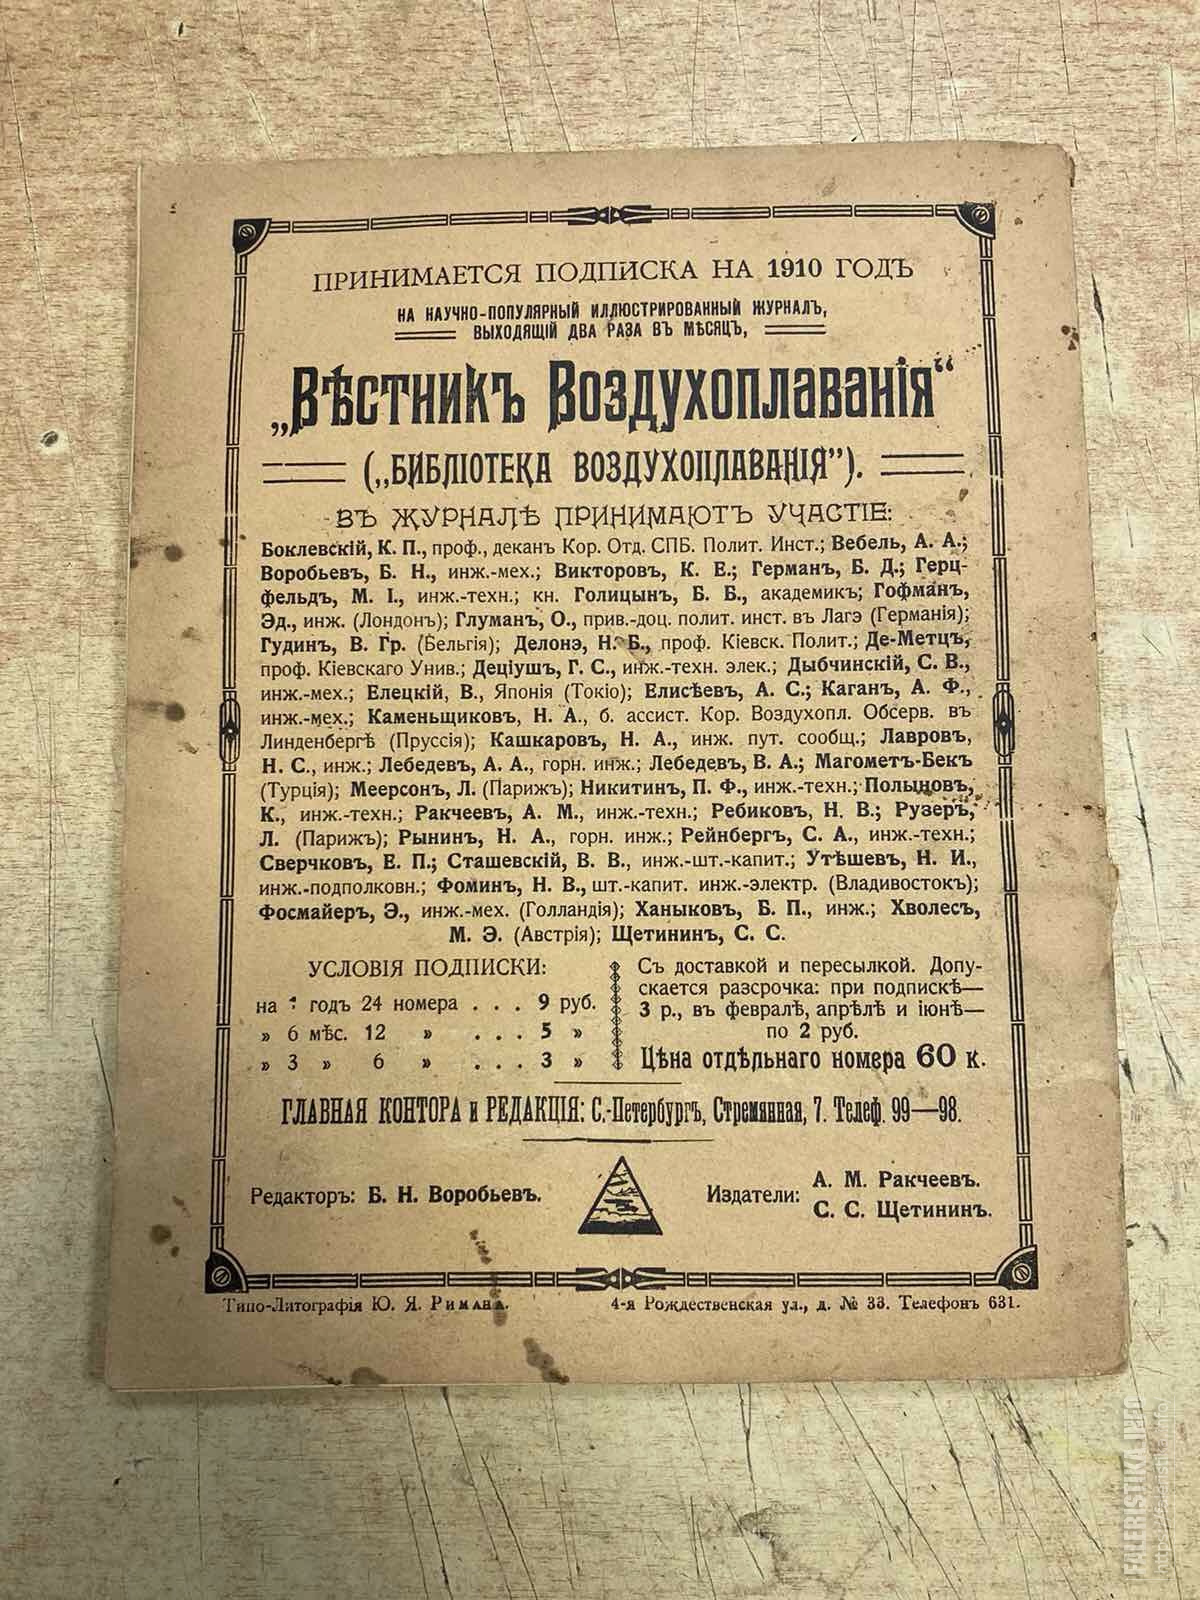 ПРИНИМАЕТСЯ ПОДПИСКА НА 1910 ГОДЪ
НА НАУЧНО-ПОПУЛЯРНЫЙ ИЛЛЮСТРИРОВАННЫЙ ЖУРНАЛЪ,
ВЫХОДЯЩІЙ ДВА РАЗА ВЪ МѢСЯЦЪ,
„Вѣстникъ Воздухоплаванія“
(„БИБЛІОТЕКА ВОЗДУХОПЛАВАНІЯ”).
ВЪ ЖУРНАЛѢ ПРИНИМАЮТЪ УЧАСТІЕ:
Боклевскій, К. П., проф., деканъ Кор. Отд. СПБ. Полит. Инст.; Вебель, А. А.;
Воробьевъ, Б. Н., инж.-мех.; Викторовъ, К. Е.; Германъ, Б. Д.; Герц-
фельдъ, М. І., инж.-техн.; кн. Голицынъ, Б. Б., академикъ; Гофманъ,
Эд., инж. (Лондонъ); Глуманъ, О., прив.-доц. полит. инст. въ Лагэ (Германія);
Гудинъ, В. Гр. (Бельгія); Делонэ, Н. Б., проф. Кіевск. Полит.; Де-Метцъ,
проф. Кіевскаго Унив.; Деціушъ, Г. С., инж.-техн. элек.; Дыбчинскій, С. В.,
инж.-мех.; Елецкій, В., Японія (Токіо); Елисѣевъ, А. С.; Каганъ, А. Ф.,
инж.-мех.; Каменьщиковъ, Н. А., б. ассист. Кор. Воздухопл. Обсерв. въ
Линденбергѣ (Пруссія); Кашкаровъ, Н. А., инж. пут. сообщ.; Лавровъ,
Н. С., инж.; Лебедевъ, А. А., горн. инж.; Лебедевъ, В. А.; Магометъ-Бекъ
(Турція); Меерсонъ, Л. (Парижъ); Никитинъ, П. Ф., инж.-техн.; Полыновъ,
К., инж.-техн.; Ракчеевъ, А. М., инж.-техн.; Ребиковъ, Н. В.; Рузеръ,
Л. (Парижъ); Рынинъ, Н. А., горн. инж.; Рейнбергъ, С. А., инж.-техн.;
Сверчковъ, Е. П.; Сташевскій, В. В., инж.-шт.-капит.; Утѣшевъ, Н. И.,
инж.-подполковн.; Фоминъ, Н. В., шт.-капит. инж.-электр. (Владивостокъ);
Фосмайеръ, Э., инж.-мех. (Голландія); Ханыковъ, Б. П., инж.; Хволесъ,
М. Э. (Австрія); Щетининъ, С. С.
УСЛОВІЯ ПОДПИСКИ:
на 1 годъ 24 номера . . . 9 руб.
» 6 мѣс. 12 » . . . 5 »
» 3 » 6 » . . . 3 »
Съ доставкой и пересылкой. Допу-
скается разсрочка: при подпискѣ—
3 р., въ февралѣ, апрѣлѣ и іюнѣ—
по 2 руб.
Цѣна отдѣльнаго номера 60 к.
ГЛАВНАЯ КОНТОРА и РЕДАКЦІЯ: С.-Петербургъ, Стремянная, 7. Телеф. 99—98.
Редакторъ: Б. Н. Воробьевъ.
Издатели: А. М. Ракчеевъ.
С. С. Щетининъ.
Типо-Литографія Ю. Я. Римана. 4-я Рождественская ул., д. № 33. Телефонъ 631.
FALERISTIKA.INFO